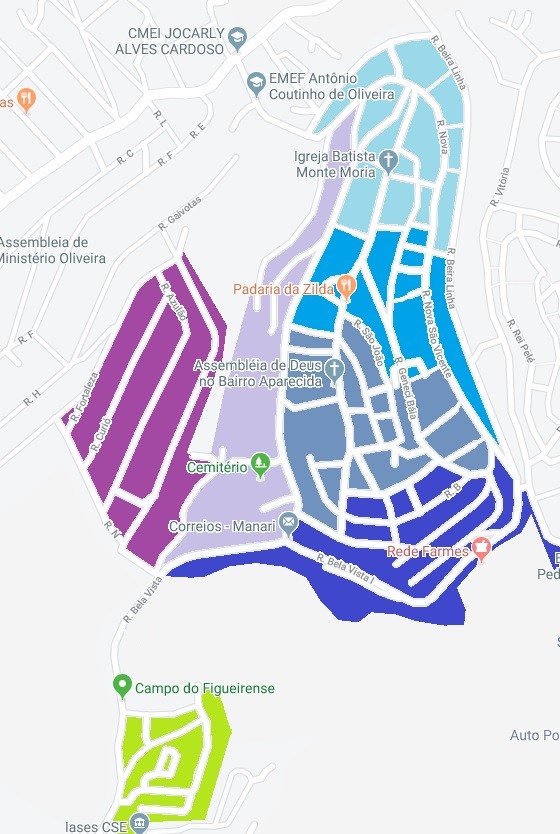 CMEI JOCARLY
ALVES CARDOSO
R. Beira Linha
EMEF Antônio
Coutinho de Oliveira
as
R. L
R. E
R. Nova
R. C
R. F
Igreja Batista
Monte Moria
R. Vitória
R. Gaivotas
Assembleia de
Ministério Oliveira
R. Beira Linha
Padaria da Zilda
R. Azulão
R. Nova São Vicente
R. São João
R. Rei Pelé
R. F
Assembléia de Deus
no Bairro Aparecida
R. Geneci Báia
R. H
R. Fortaleza
R. Curió
Cemitério
R. B
R. N
Correios - Manari
Rede Farmes
R. Bela Vista I
E
Ped
R. Bela Vista
Campo do Figueirense
Auto Po
Iases CSE